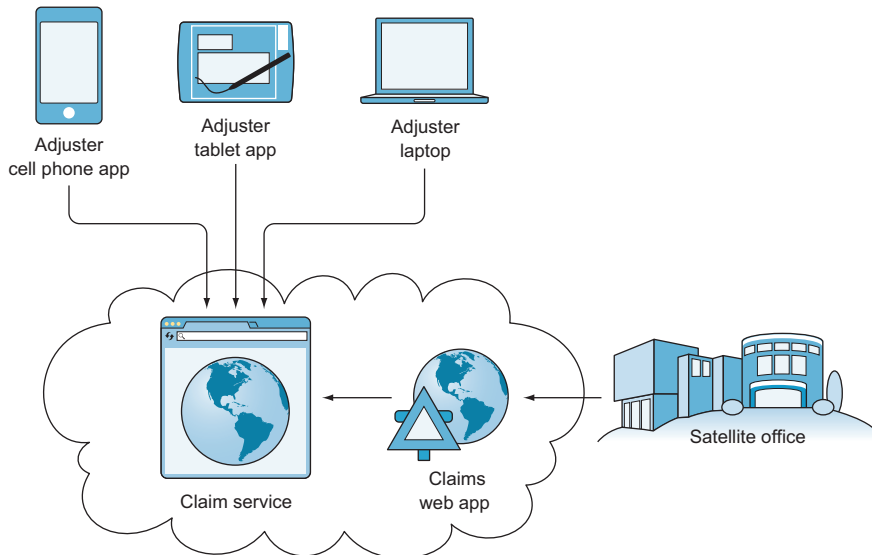 Adjuster
cell phone app
Adjuster
tablet app
Adjuster
laptop
Claim service
Claims
web app
Satellite office